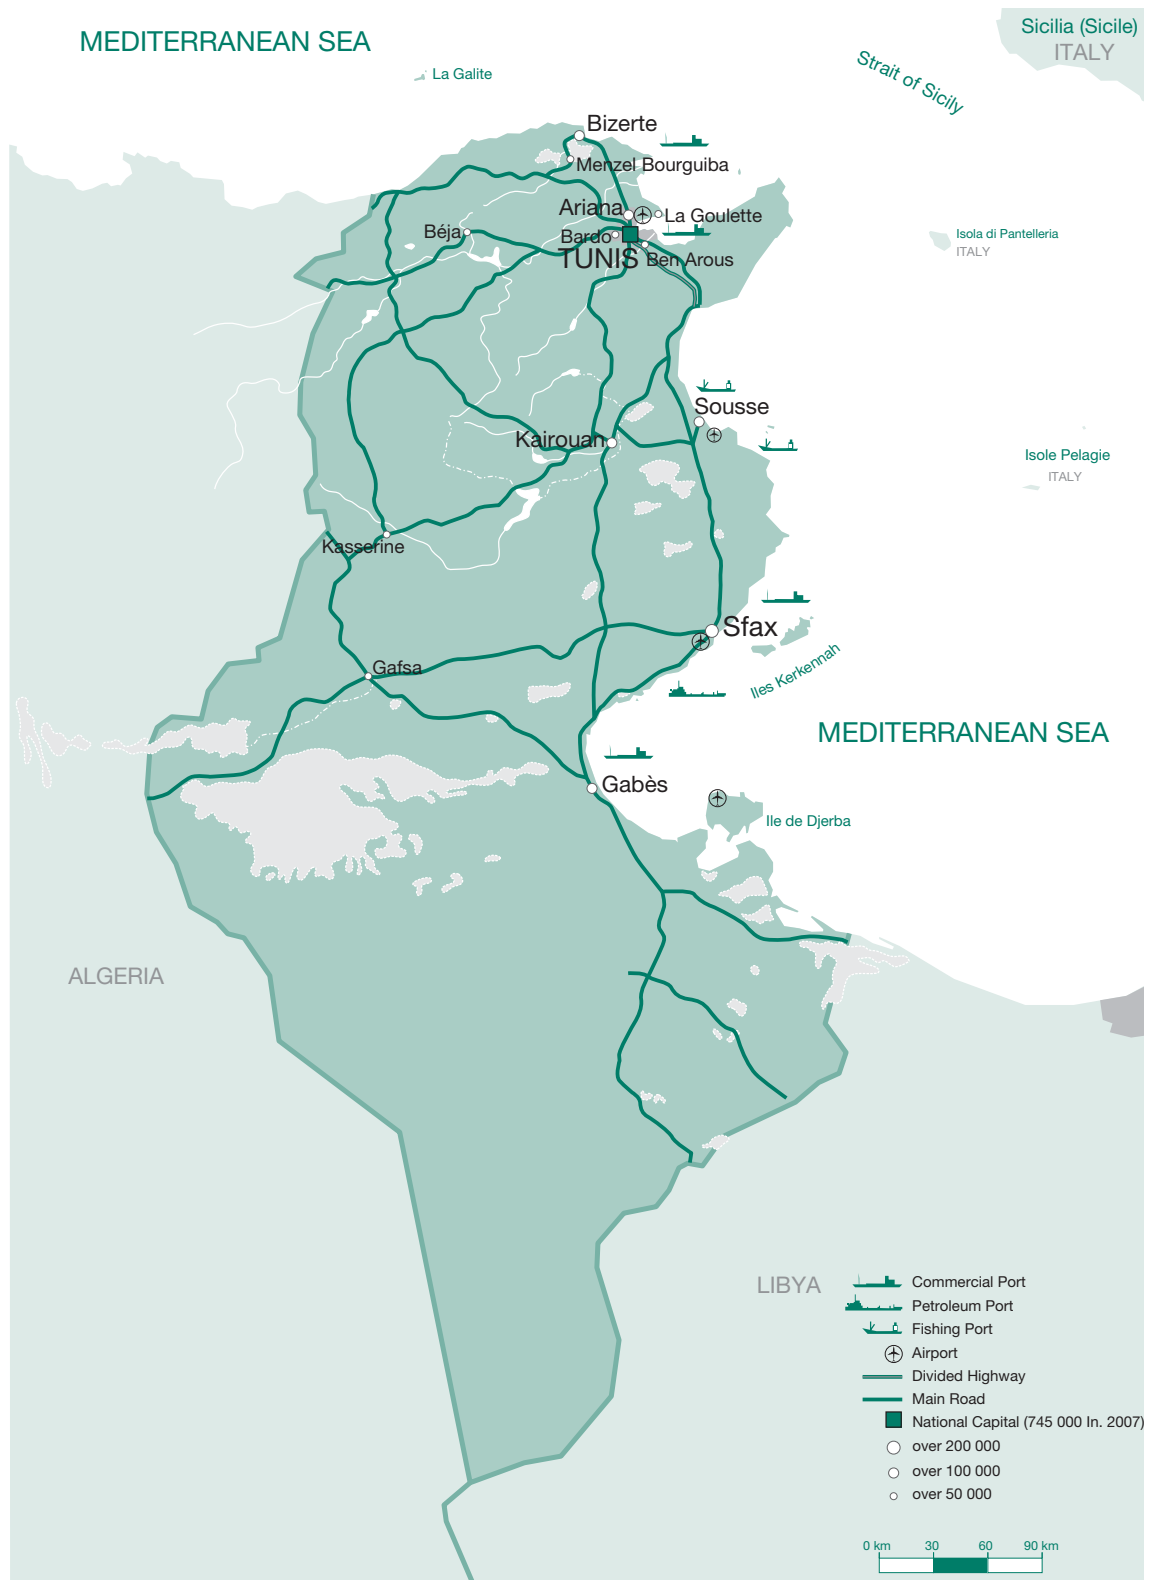 Sicilia (Sicile)
ITALY
MEDITERRANEAN SEA
La Galite
Strait of Sicily
Bizerte
Menzel Bourguiba
Ariana
La Goulette
Béja
Bardo
TUNIS
Ben Arous
Isola di Pantelleria
ITALY
Sousse
Kairouan
Isole Pelagie
ITALY
Kasserine
Sfax
Iles Kerkennah
Gafsa
MEDITERRANEAN SEA
Gabès
Ile de Djerba
ALGERIA
LIBYA
Commercial Port
Petroleum Port
Fishing Port
Airport
Divided Highway
Main Road
National Capital (745 000 In. 2007)
over 200 000
over 100 000
over 50 000
0 km 30 60 90 km